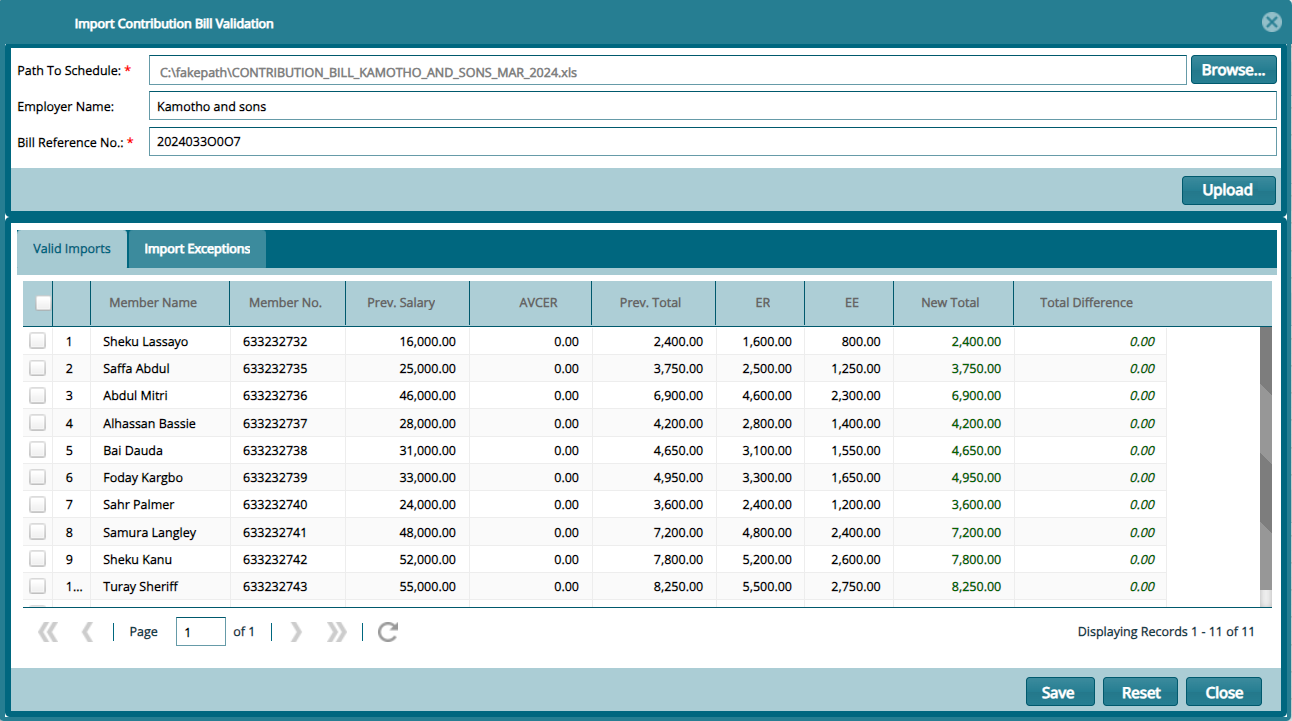 Import Contribution Bill Validation
Path To Schedule: * C:\fakepath\CONTRIBUTION_BILL_KAMOTHO_AND_SONS_MAR_2024.xls Browse...
Employer Name: Kamotho and sons
Bill Reference No.: * 2024033O0O7
Upload
Valid Imports Import Exceptions
Member Name Member No. Prev. Salary AVCER Prev. Total ER EE New Total Total Difference
1 Sheku Lassayo 633232732 16,000.00 0.00 2,400.00 1,600.00 800.00 2,400.00 0.00
2 Saffa Abdul 633232735 25,000.00 0.00 3,750.00 2,500.00 1,250.00 3,750.00 0.00
3 Abdul Mitri 633232736 46,000.00 0.00 6,900.00 4,600.00 2,300.00 6,900.00 0.00
4 Alhassan Bassie 633232737 28,000.00 0.00 4,200.00 2,800.00 1,400.00 4,200.00 0.00
5 Bai Dauda 633232738 31,000.00 0.00 4,650.00 3,100.00 1,550.00 4,650.00 0.00
6 Foday Kargbo 633232739 33,000.00 0.00 4,950.00 3,300.00 1,650.00 4,950.00 0.00
7 Sahr Palmer 633232740 24,000.00 0.00 3,600.00 2,400.00 1,200.00 3,600.00 0.00
8 Samura Langley 633232741 48,000.00 0.00 7,200.00 4,800.00 2,400.00 7,200.00 0.00
9 Sheku Kanu 633232742 52,000.00 0.00 7,800.00 5,200.00 2,600.00 7,800.00 0.00
1... Turay Sheriff 633232743 55,000.00 0.00 8,250.00 5,500.00 2,750.00 8,250.00 0.00
Page 1 of 1 Displaying Records 1 - 11 of 11
Save Reset Close